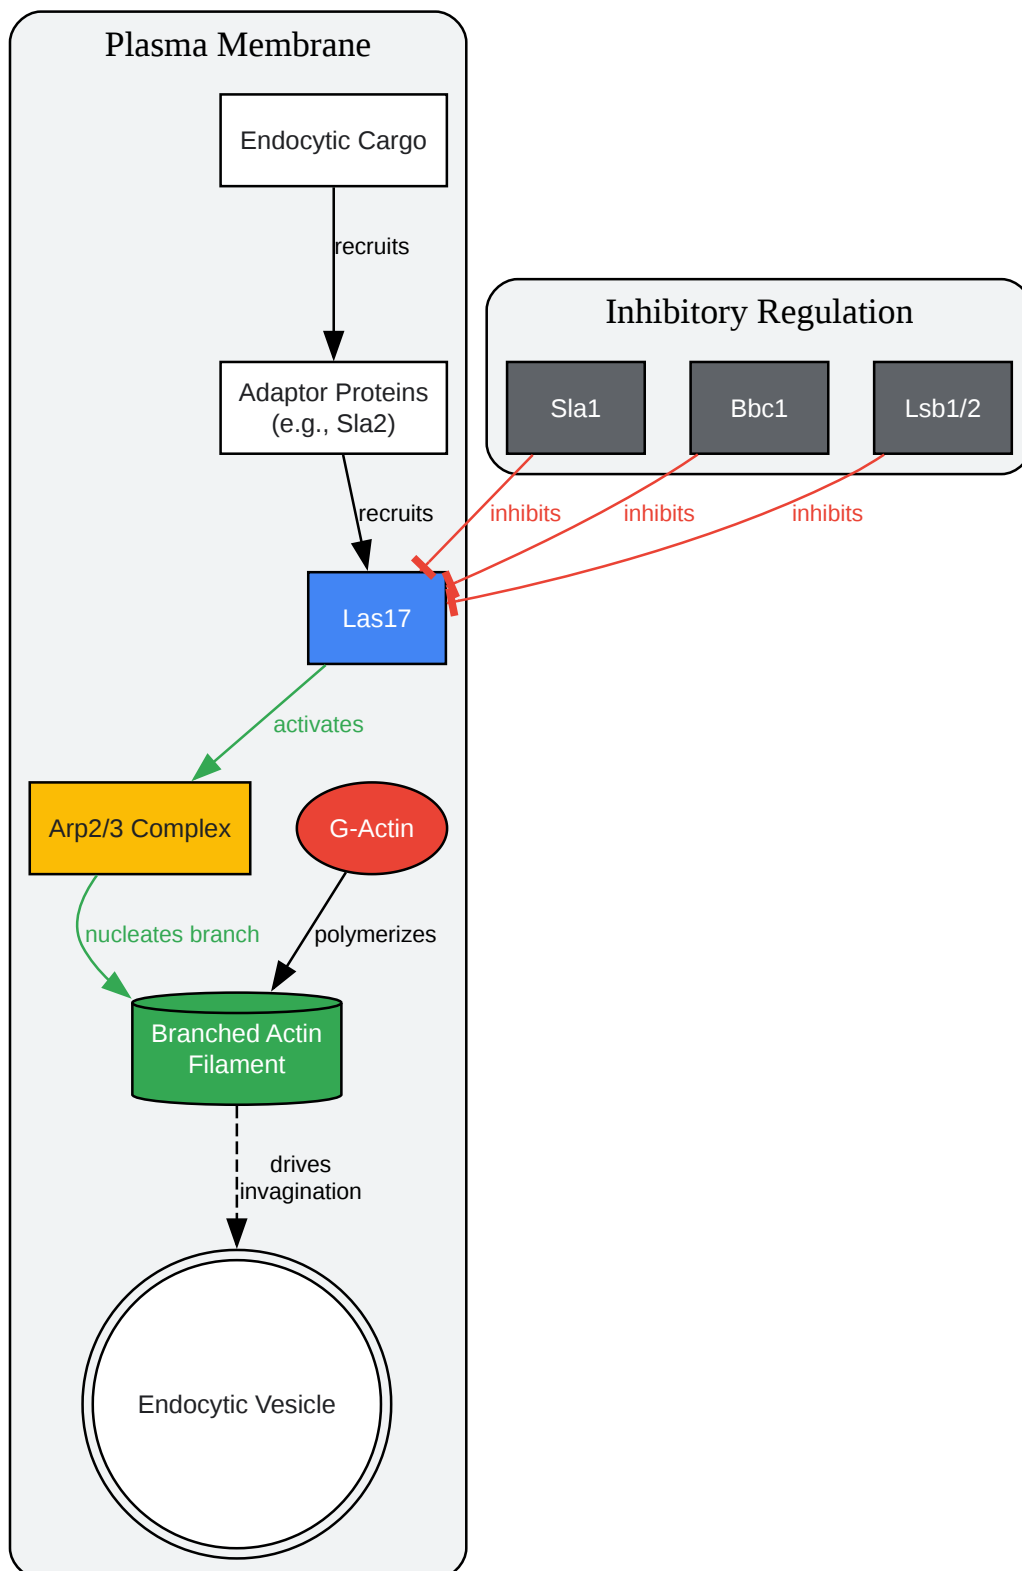 Plasma Membrane
Endocytic Cargo
recruits
Inhibitory Regulation
Adaptor Proteins
(e.g., Sla2)
Sla1
Bbc1
Lsb1/2
recruits
inhibits
inhibits
inhibits
Las17
activates
Arp2/3 Complex
G-Actin
nucleates branch
polymerizes
Branched Actin
Filament
drives
invagination
Endocytic Vesicle